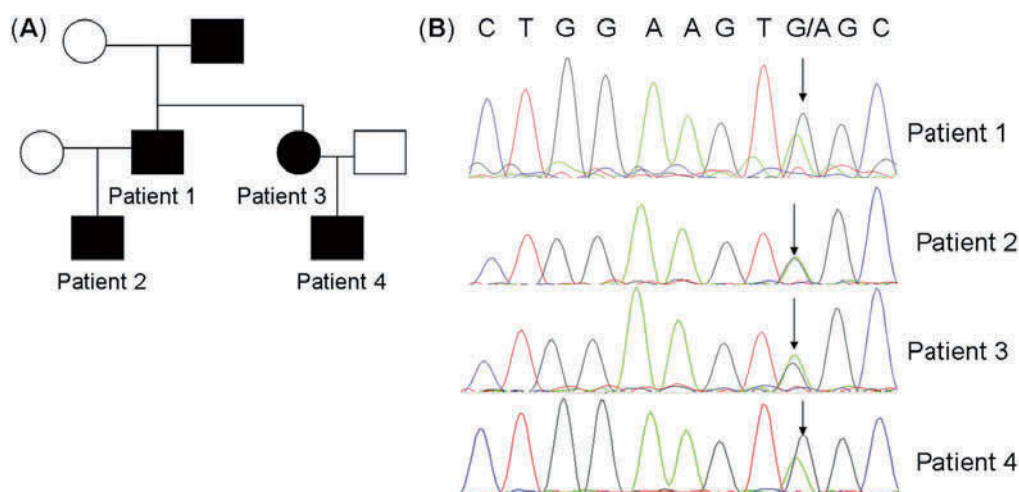 (A)
Patient 1
Patient 3
Patient 2
Patient 4
(B)
C T G G A A G T G/A G C
Patient 1
Patient 2
Patient 3
Patient 4